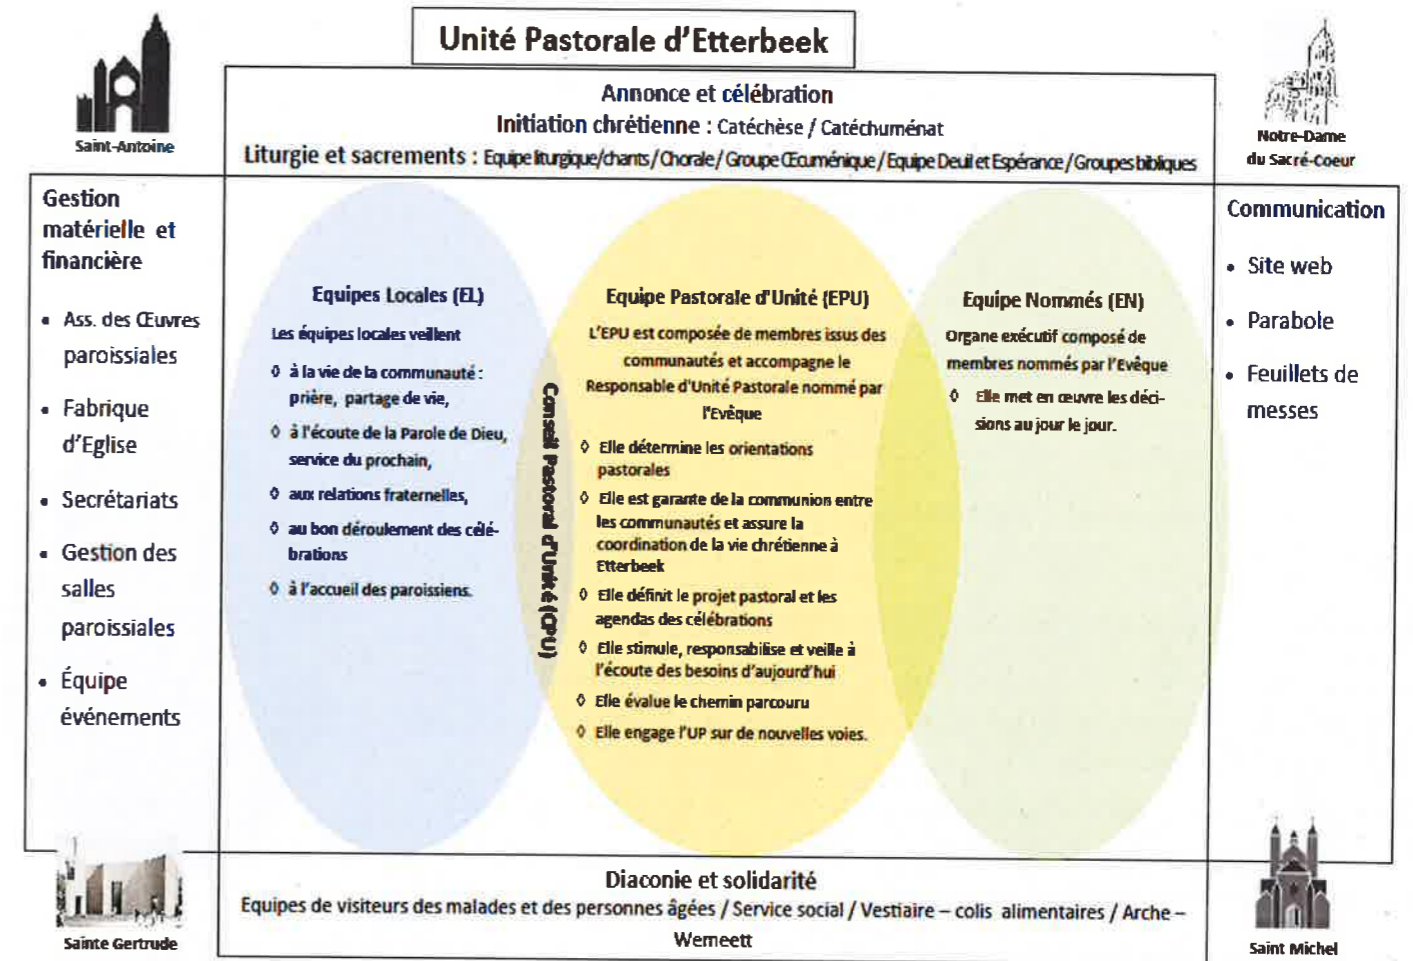 Unité Pastorale d'Etterbeek
Saint-Antoine
Annonce et célébration
Initiation chrétienne : Catéchèse / Catéchuménat
Liturgie et sacrements : Equipe liturgique/chants / Chorale / Groupe Œcuménique / Equipe Deuil et Espérance / Groupes bibliques
Notre-Dame
du Sacré-Coeur
Gestion
matérielle et
financière
• Ass. des Œuvres
paroissiales
• Fabrique
d'Eglise
• Secrétariats
• Gestion des
salles
paroissiales
• Équipe
événements
Equipes Locales (EL)
Les équipes locales veillent
◊ à la vie de la communauté :
prière, partage de vie,
◊ à l'écoute de la Parole de Dieu,
service du prochain,
◊ aux relations fraternelles,
◊ au bon déroulement des célé-
brations
◊ à l'accueil des paroissiens.
Conseil Pastoral d'Unité (CPU)
Equipe Pastorale d'Unité (EPU)
L'EPU est composée de membres issus des
communautés et accompagne le
Responsable d'Unité Pastorale nommé par
l'Evêque
◊ Elle détermine les orientations
pastorales
◊ Elle est garante de la communion entre
les communautés et assure la
coordination de la vie chrétienne à
Etterbeek
◊ Elle définit le projet pastoral et les
agendas des célébrations
◊ Elle stimule, responsabilise et veille à
l'écoute des besoins d'aujourd'hui
◊ Elle évalue le chemin parcouru
◊ Elle engage l'UP sur de nouvelles voies.
Equipe Nommés (EN)
Organe exécutif composé de
membres nommés par l'Evêque
◊ Elle met en œuvre les déci-
sions au jour le jour.
Communication
• Site web
• Parabole
• Feuillets de
messes
Sainte Gertrude
Diaconie et solidarité
Equipes de visiteurs des malades et des personnes âgées / Service social / Vestiaire – colis alimentaires / Arche –
Wemeett
Saint Michel